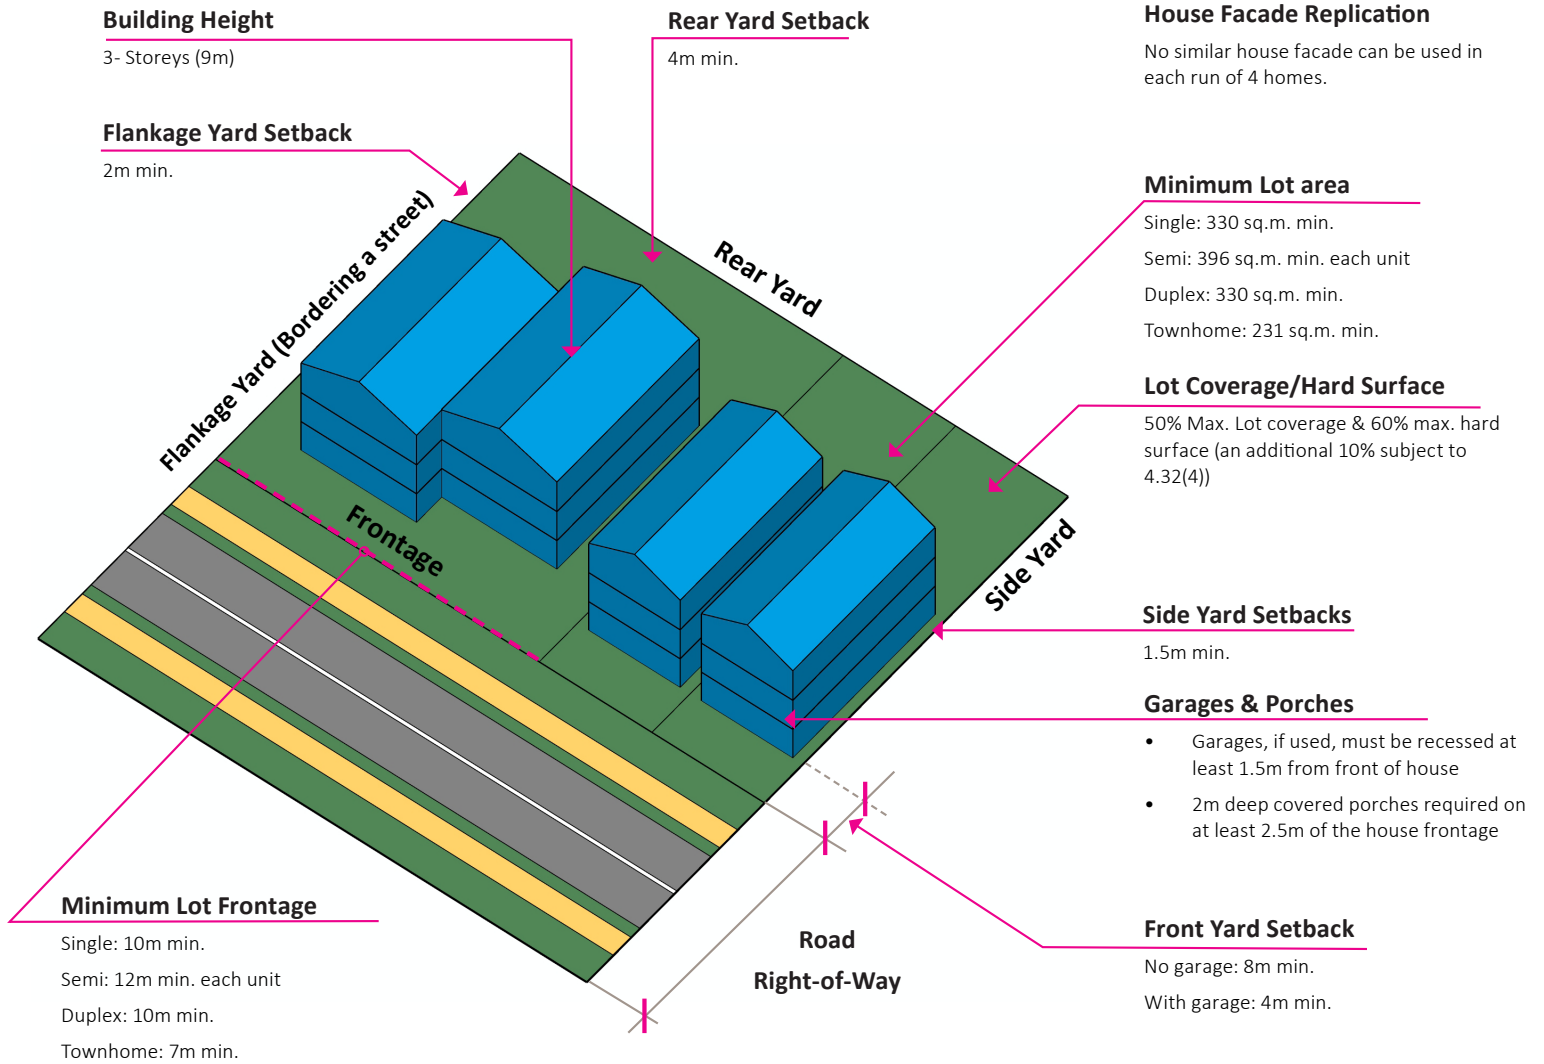 Building Height
3- Storeys (9m)
Rear Yard Setback
4m min.
House Facade Replication
No similar house facade can be used in
each run of 4 homes.
Flankage Yard Setback
2m min.
Minimum Lot area
Single: 330 sq.m. min.
Semi: 396 sq.m. min. each unit
Duplex: 330 sq.m. min.
Townhome: 231 sq.m. min.
Rear Yard
Flankage Yard (Bordering a street)
Lot Coverage/Hard Surface
50% Max. Lot coverage & 60% max. hard
surface (an additional 10% subject to
4.32(4))
Frontage
Side Yard
Side Yard Setbacks
1.5m min.
Garages & Porches
• Garages, if used, must be recessed at
least 1.5m from front of house
• 2m deep covered porches required on
at least 2.5m of the house frontage
Minimum Lot Frontage
Single: 10m min.
Semi: 12m min. each unit
Duplex: 10m min.
Townhome: 7m min.
Road
Right-of-Way
Front Yard Setback
No garage: 8m min.
With garage: 4m min.